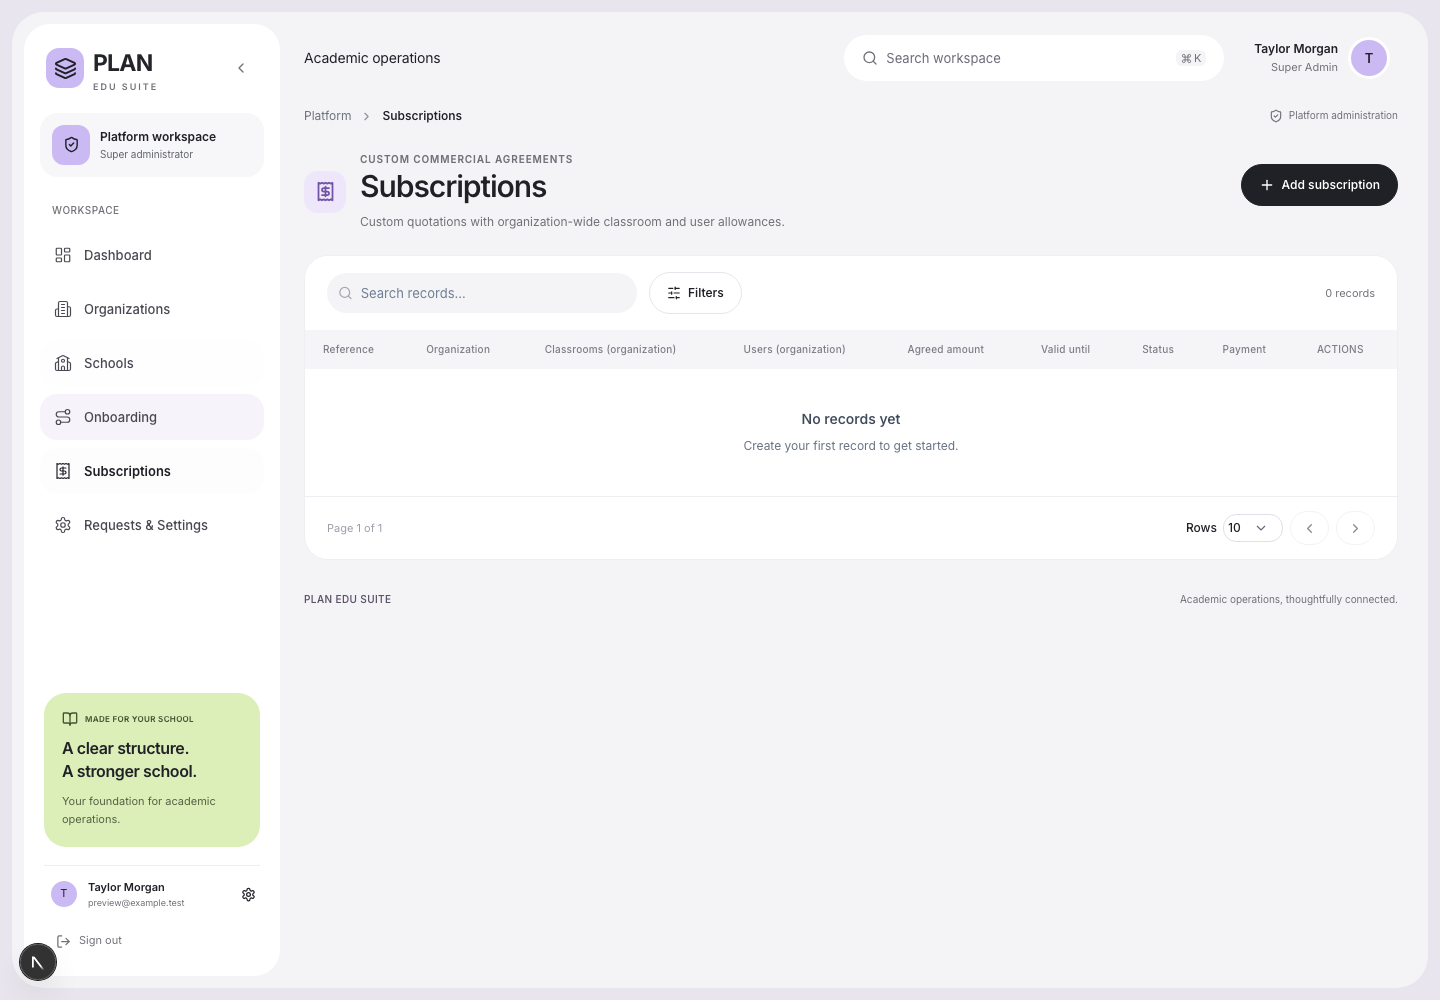 PLAN
EDU SUITE
Platform workspace
Super administrator
WORKSPACE
Dashboard
Organizations
Schools
Onboarding
Subscriptions
Requests & Settings
MADE FOR YOUR SCHOOL
A clear structure.
A stronger school.
Your foundation for academic
operations.
T
Taylor Morgan
preview@example.test
Sign out
Academic operations
Search workspace
⌘ K
Taylor Morgan
Super Admin
T
Platform
Subscriptions
Platform administration
CUSTOM COMMERCIAL AGREEMENTS
Subscriptions
Custom quotations with organization-wide classroom and user allowances.
Add subscription
Search records...
Filters
0 records
Reference Organization Classrooms (organization) Users (organization) Agreed amount Valid until Status Payment ACTIONS
No records yet
Create your first record to get started.
Page 1 of 1
Rows 10
PLAN EDU SUITE
Academic operations, thoughtfully connected.